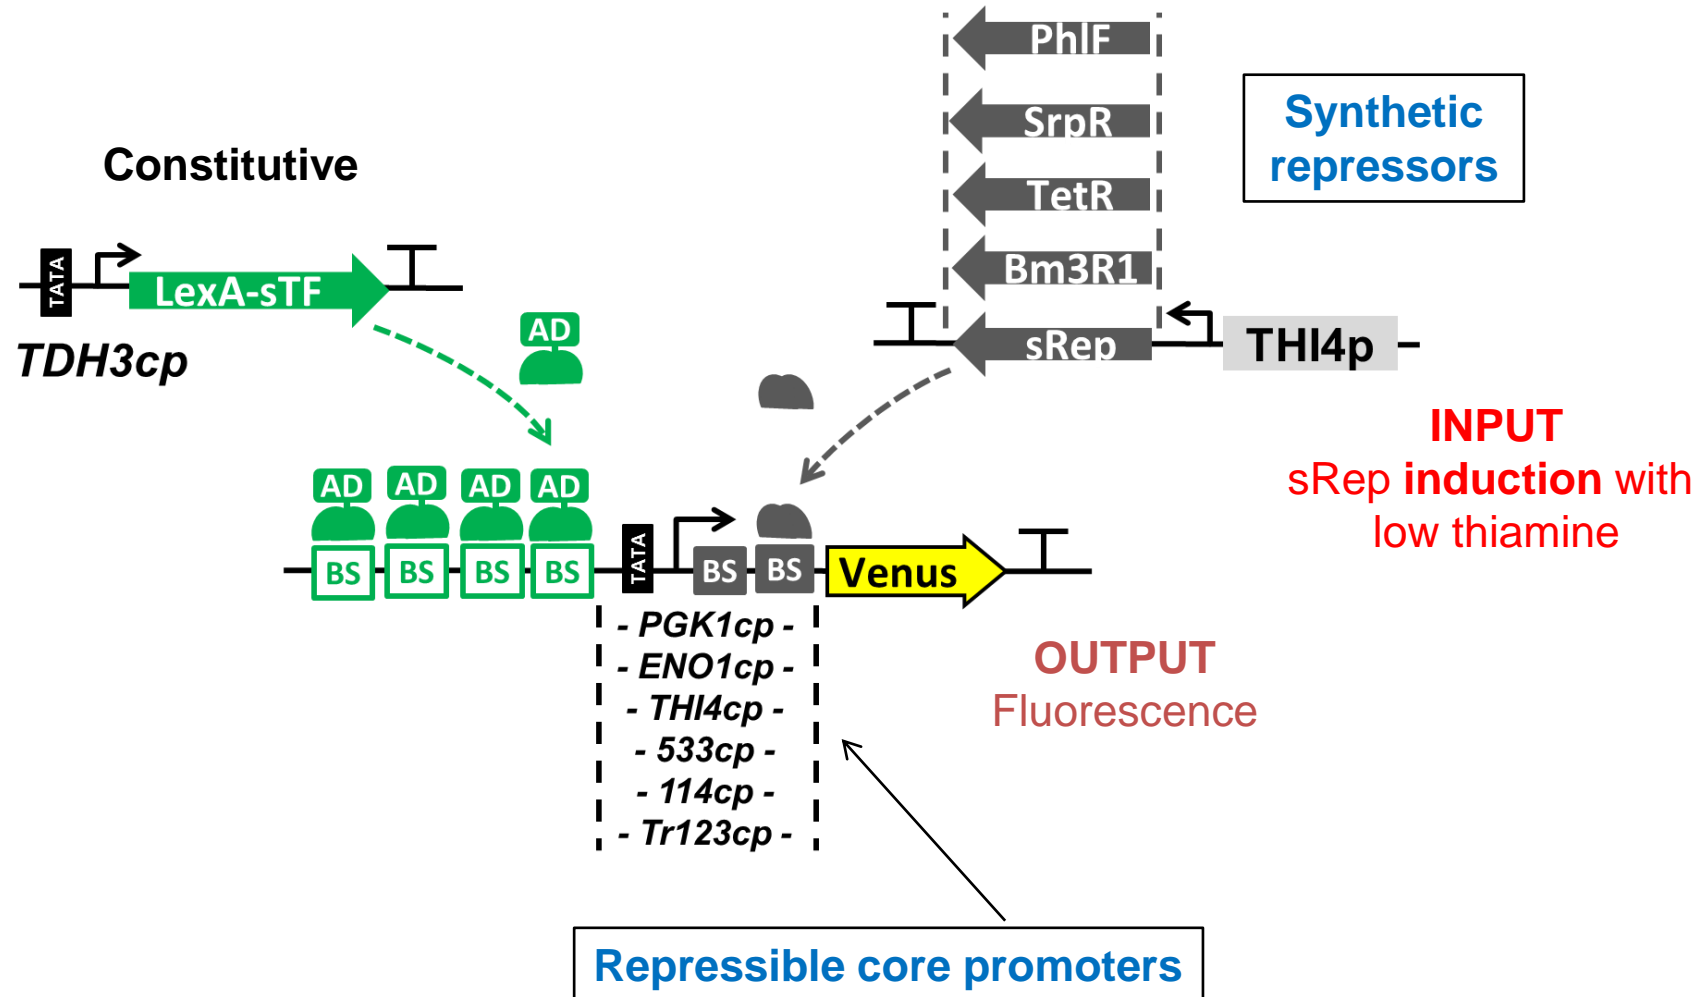 PhlF
SrpR
TetR
Bm3R1
sRep
THI4p
Synthetic
repressors
Constitutive
TATA
LexA-sTF
TDH3cp
AD
INPUT
sRep induction with
low thiamine
AD AD AD AD
BS BS BS BS
TATA
BS BS
Venus
- PGK1cp -
- ENO1cp -
- THI4cp -
- 533cp -
- 114cp -
- Tr123cp -
OUTPUT
Fluorescence
Repressible core promoters